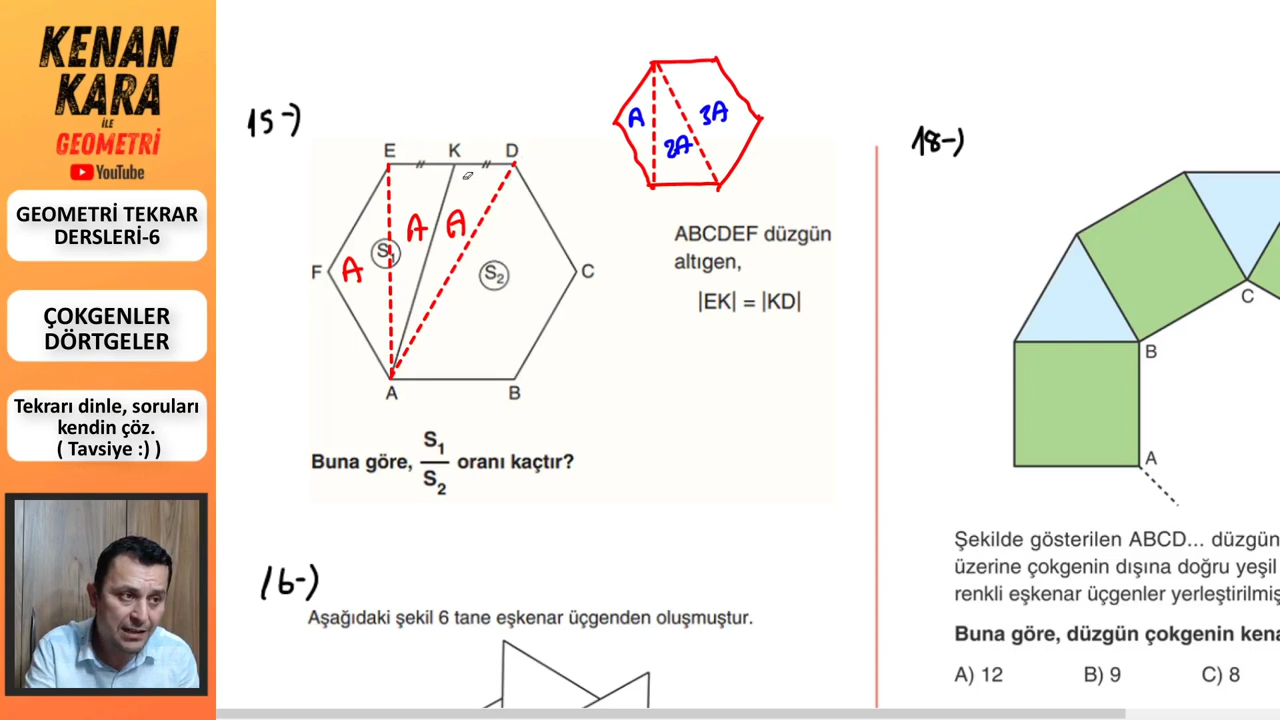 KENAN
KARA
İLE
GEOMETRİ
YouTube
GEOMETRİ TEKRAR
DERSLERİ-6
ÇOKGENLER
DÖRTGELER
Tekrarı dinle, soruları
kendin çöz.
( Tavsiye :) )
15-)
E K D
A A
F A S1 S2 C
A B
A 2A 3A
ABCDEF düzgün
altıgen,
|EK| = |KD|
Buna göre, S1/S2 oranı kaçtır?
16-)
Aşağıdaki şekil 6 tane eşkenar üçgenden oluşmuştur.
18-)
C
B
A
Şekilde gösterilen ABCD... düzgün
üzerine çokgenin dışına doğru yeşil
renkli eşkenar üçgenler yerleştirilmiş
Buna göre, düzgün çokgenin kena
A) 12 B) 9 C) 8